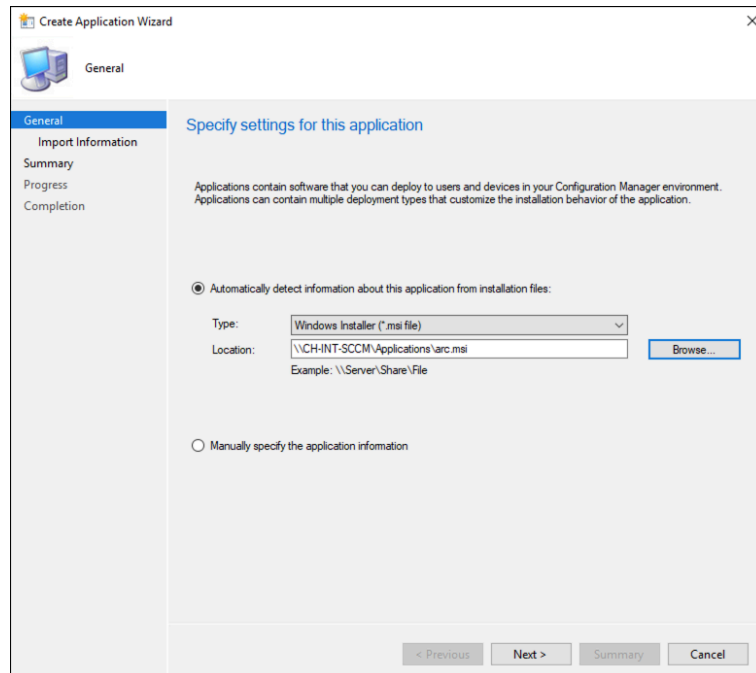 Create Application Wizard
General
General
Import Information
Summary
Progress
Completion
Specify settings for this application
Applications contain software that you can deploy to users and devices in your Configuration Manager environment.
Applications can contain multiple deployment types that customize the installation behavior of the application.
Automatically detect information about this application from installation files:
Type: Windows Installer (*.msi file)
Location: \\CH-INT-SCCM\Applications\arc.msi Browse...
Example: \\Server\Share\File
Manually specify the application information
< Previous Next > Summary Cancel